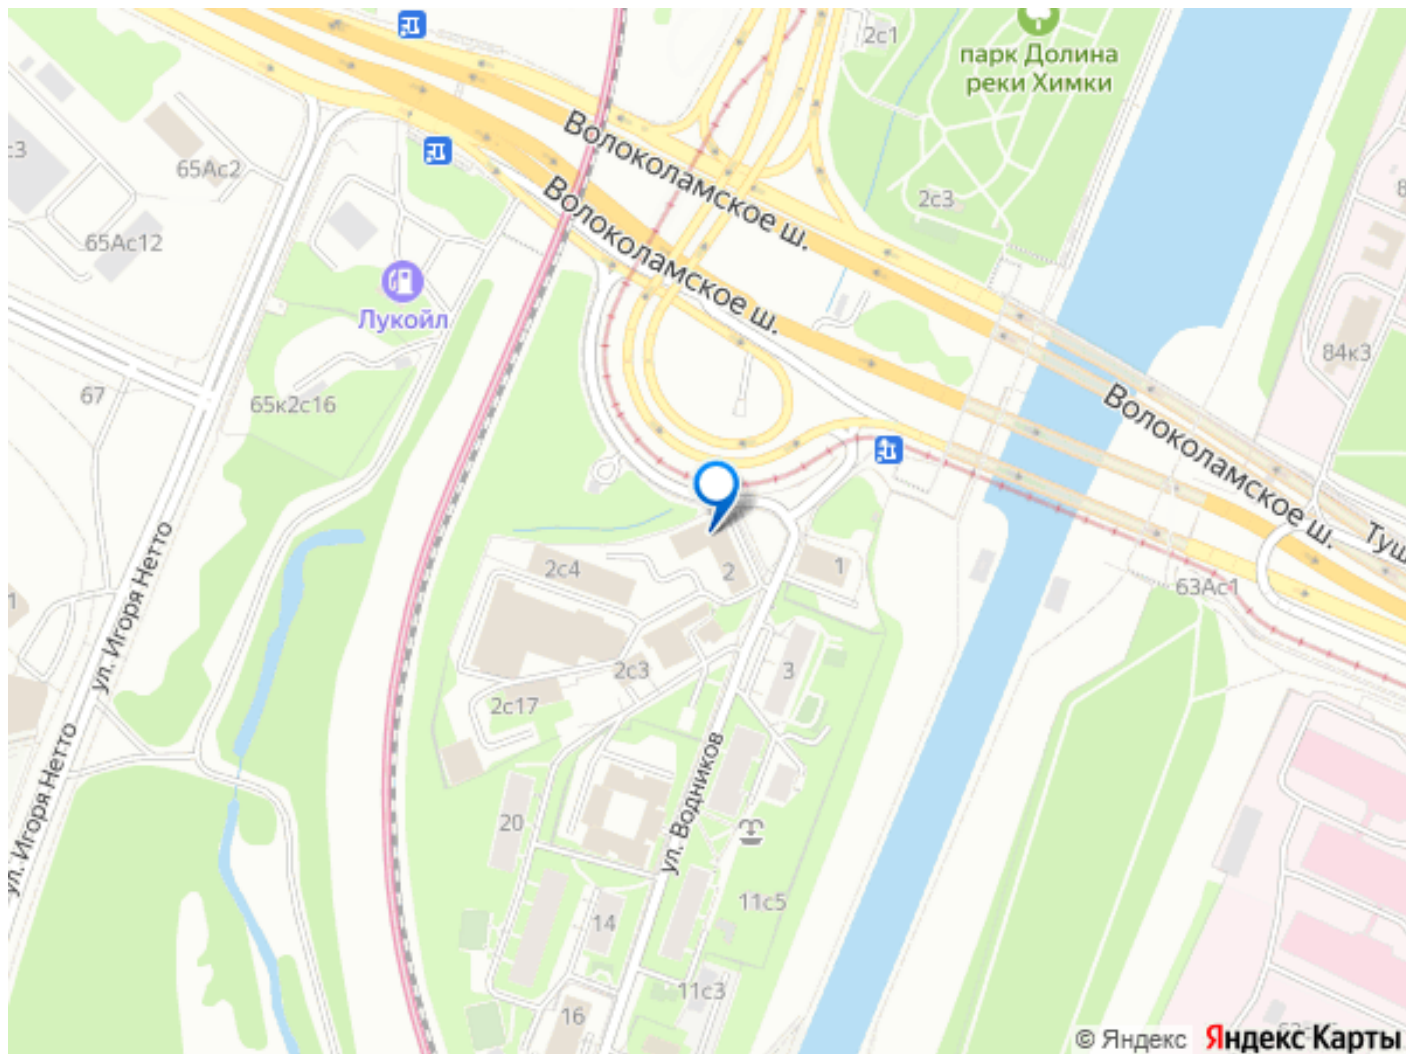 2с1
парк Долина
реки Химки
:3
65Ас2
Волоколамское ш.
Волоколамское ш.
2с3
65Ас12
Лукойл
84к3
67
65к2с16
Волоколамское ш.
Туш
ул. Игоря Нетто
2с4
2
1
63Ас1
1
2с3
3
2с17
ул. Игоря Нетто
ул. Водников
20
11с5
14
11с3
16
© Яндекс
Яндекс Карты